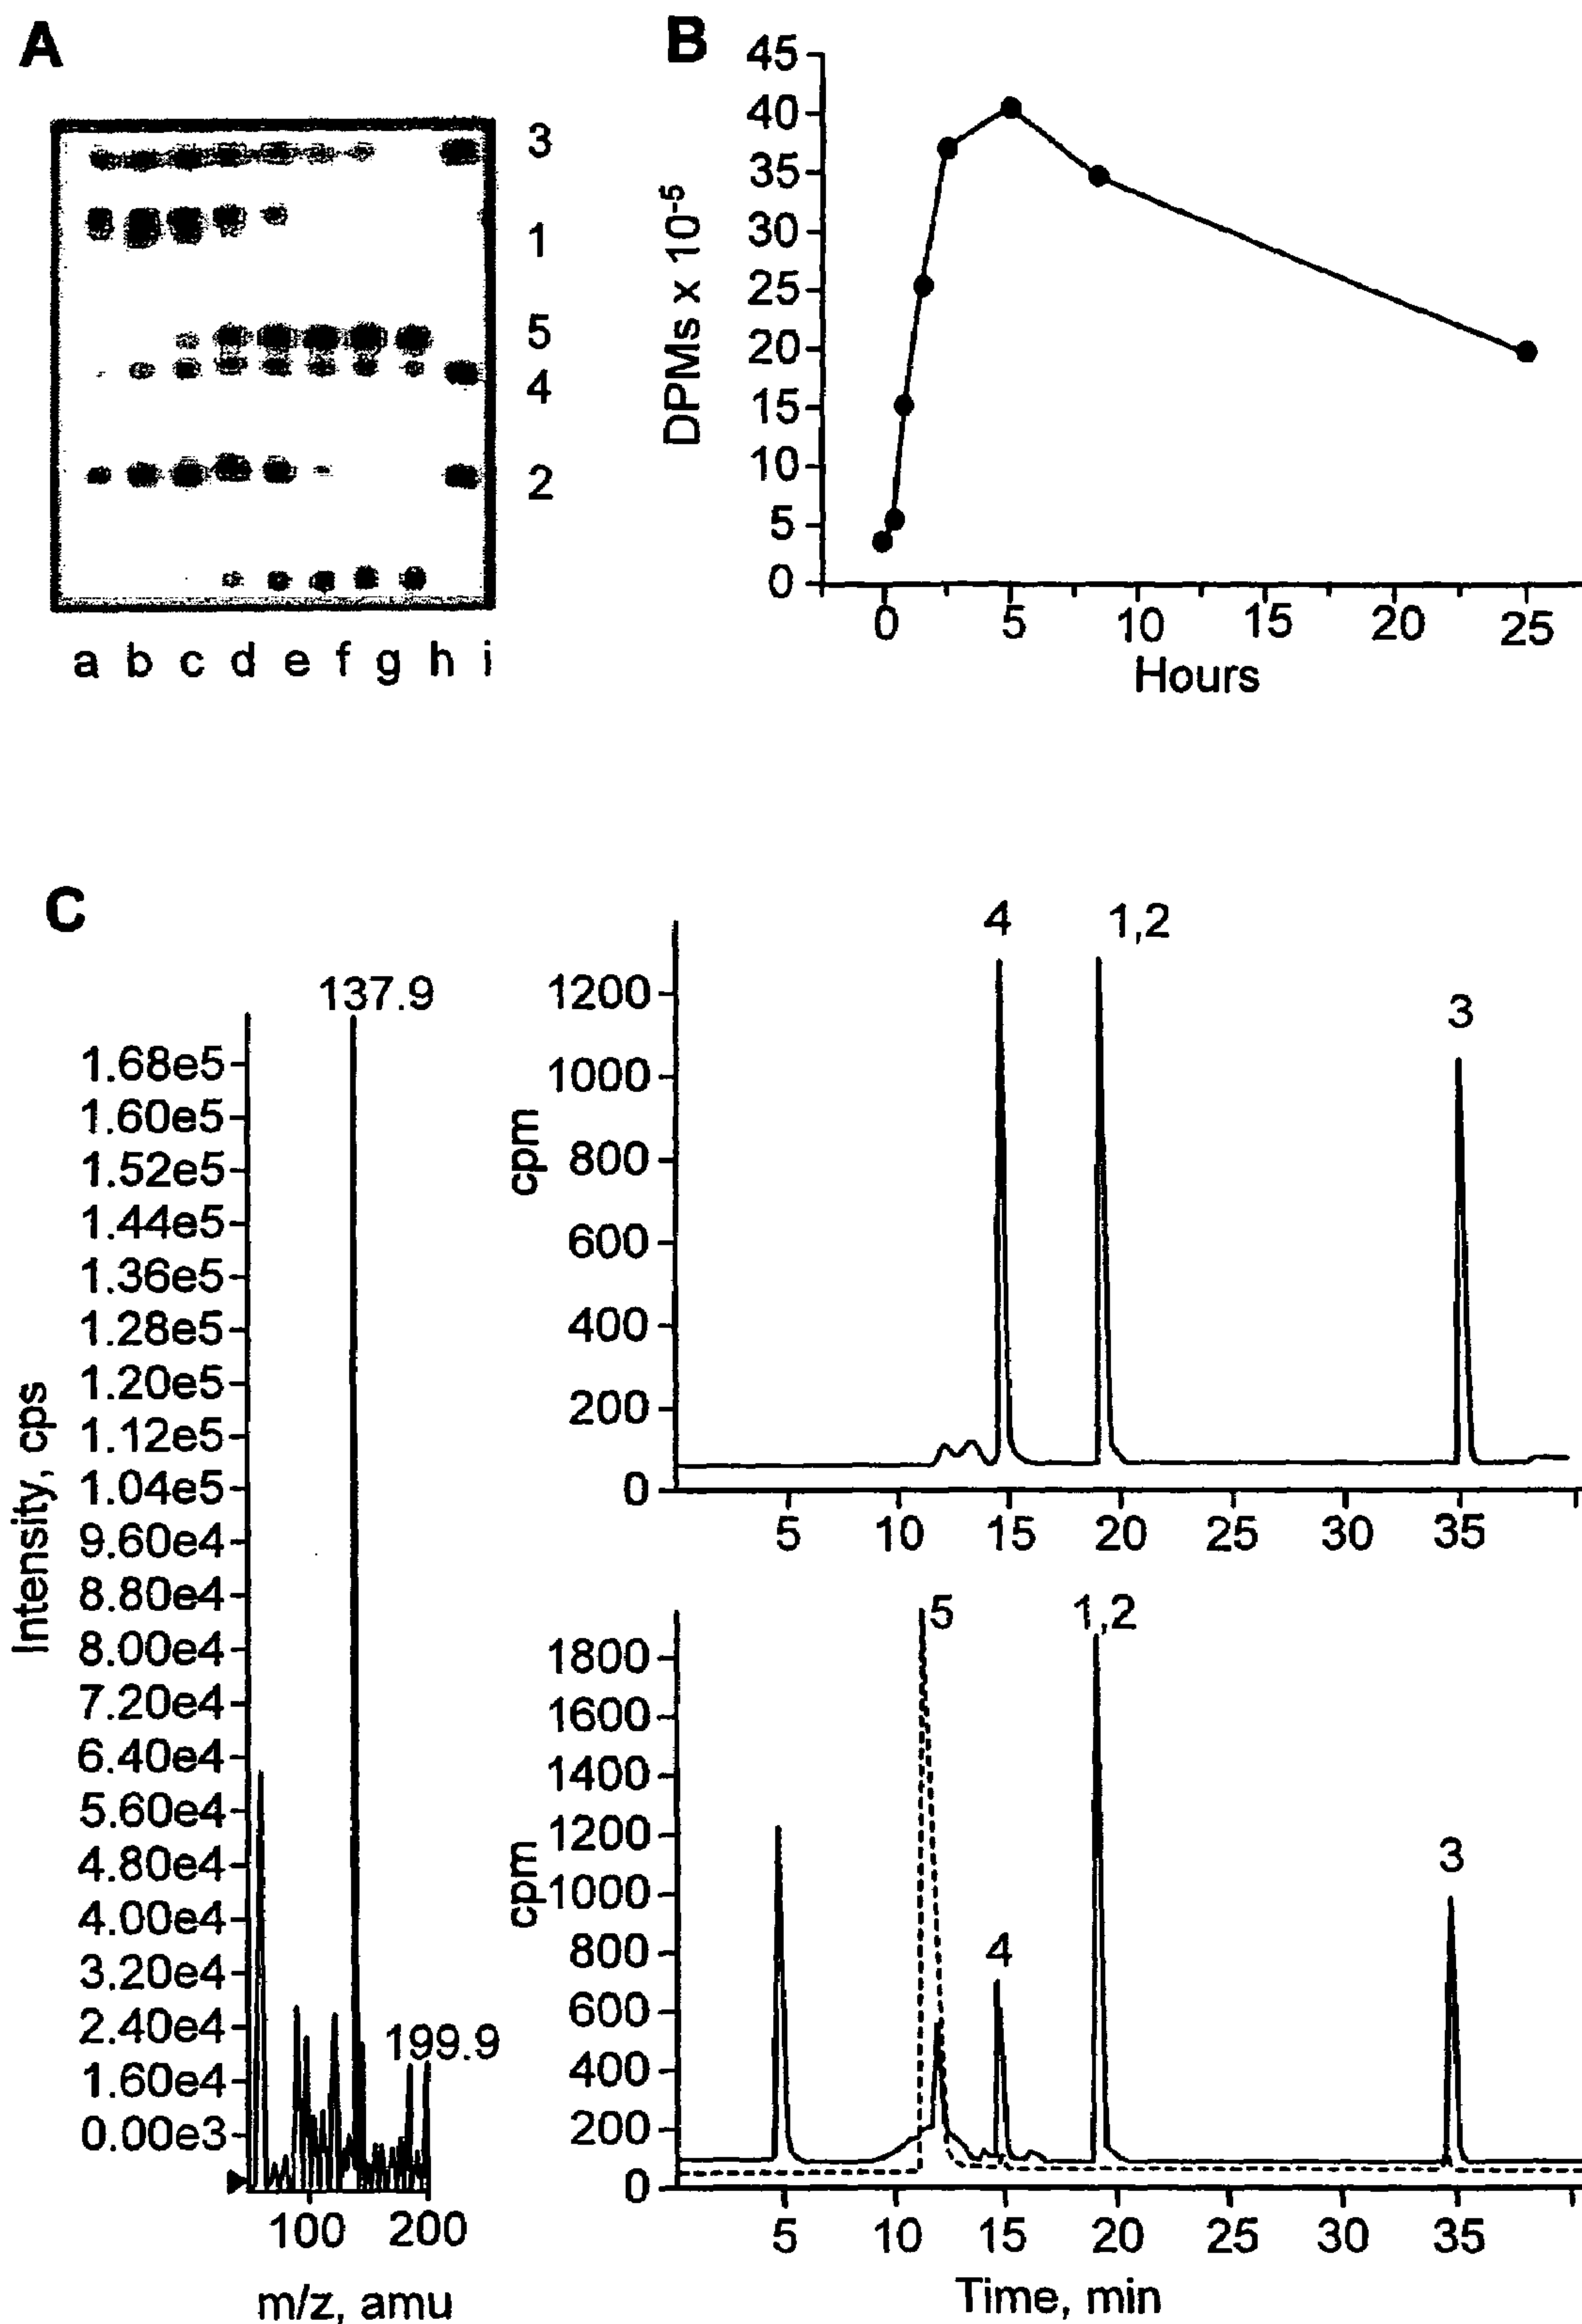 A
3
1
5
4
2
a b c d e f g h i
B
45
40
35
30
25
20
15
10
5
0
DPMs x 10-5
0 5 10 15 20 25
Hours
C
137.9
199.9
1.68e5
1.60e5
1.52e5
1.44e5
1.36e5
1.28e5
1.20e5
1.12e5
1.04e5
9.60e4
8.80e4
8.00e4
7.20e4
6.40e4
5.60e4
4.80e4
4.00e4
3.20e4
2.40e4
1.60e4
0.00e3
Intensity, cps
100 200
m/z, amu
4 1,2 3
1200
1000
800
600
400
200
0
cpm
5 10 15 20 25 30 35
5 1,2
4 3
1800
1600
1400
1200
1000
800
600
400
200
0
cpm
5 10 15 20 25 30 35
Time, min